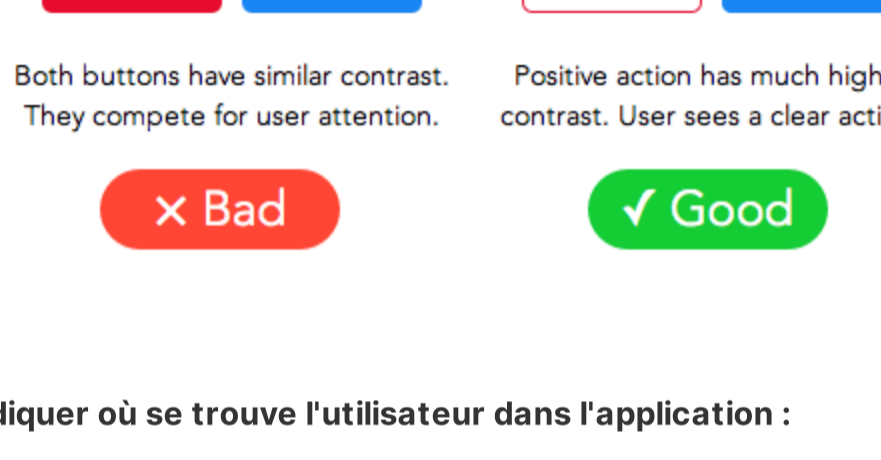 Both buttons have similar contrast.
They compete for user attention.
Positive action has much high
contrast. User sees a clear acti
✕ Bad
✓ Good
diquer où se trouve l'utilisateur dans l'application :